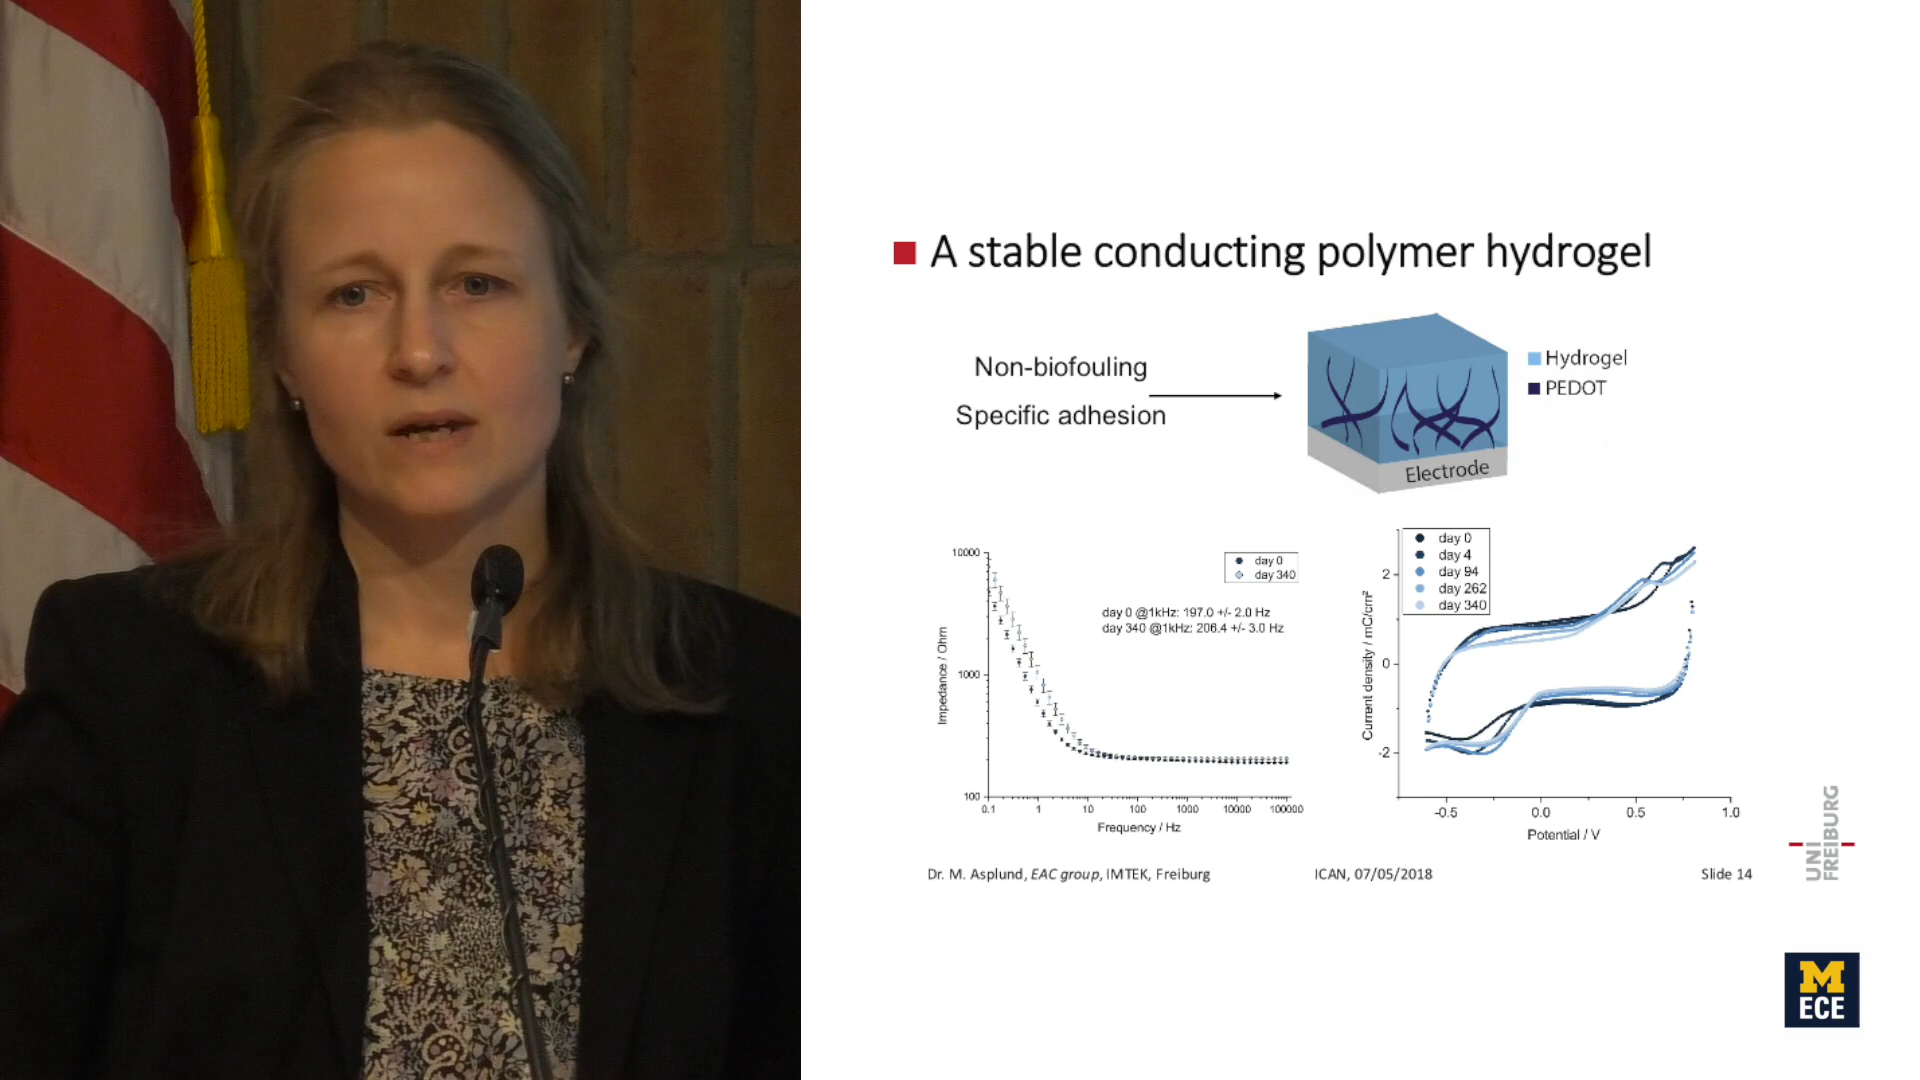 A stable conducting polymer hydrogel
Non-biofouling
Specific adhesion
Hydrogel
PEDOT
Electrode
10000
1000
100
0.1
1
10
100
1000
10000
100000
Impedance / Ohm
Frequency / Hz
day 0
day 340
day 0 @1kHz: 197.0 +/- 2.0 Hz
day 340 @1kHz: 206.4 +/- 3.0 Hz
day 0
day 4
day 94
day 262
day 340
2
0
-2
-0.5
0.0
0.5
1.0
Current density / mC/cm²
Potential / V
Dr. M. Asplund, EAC group, IMTEK, Freiburg
ICAN, 07/05/2018
Slide 14
UNI
FREIBURG
M
ECE